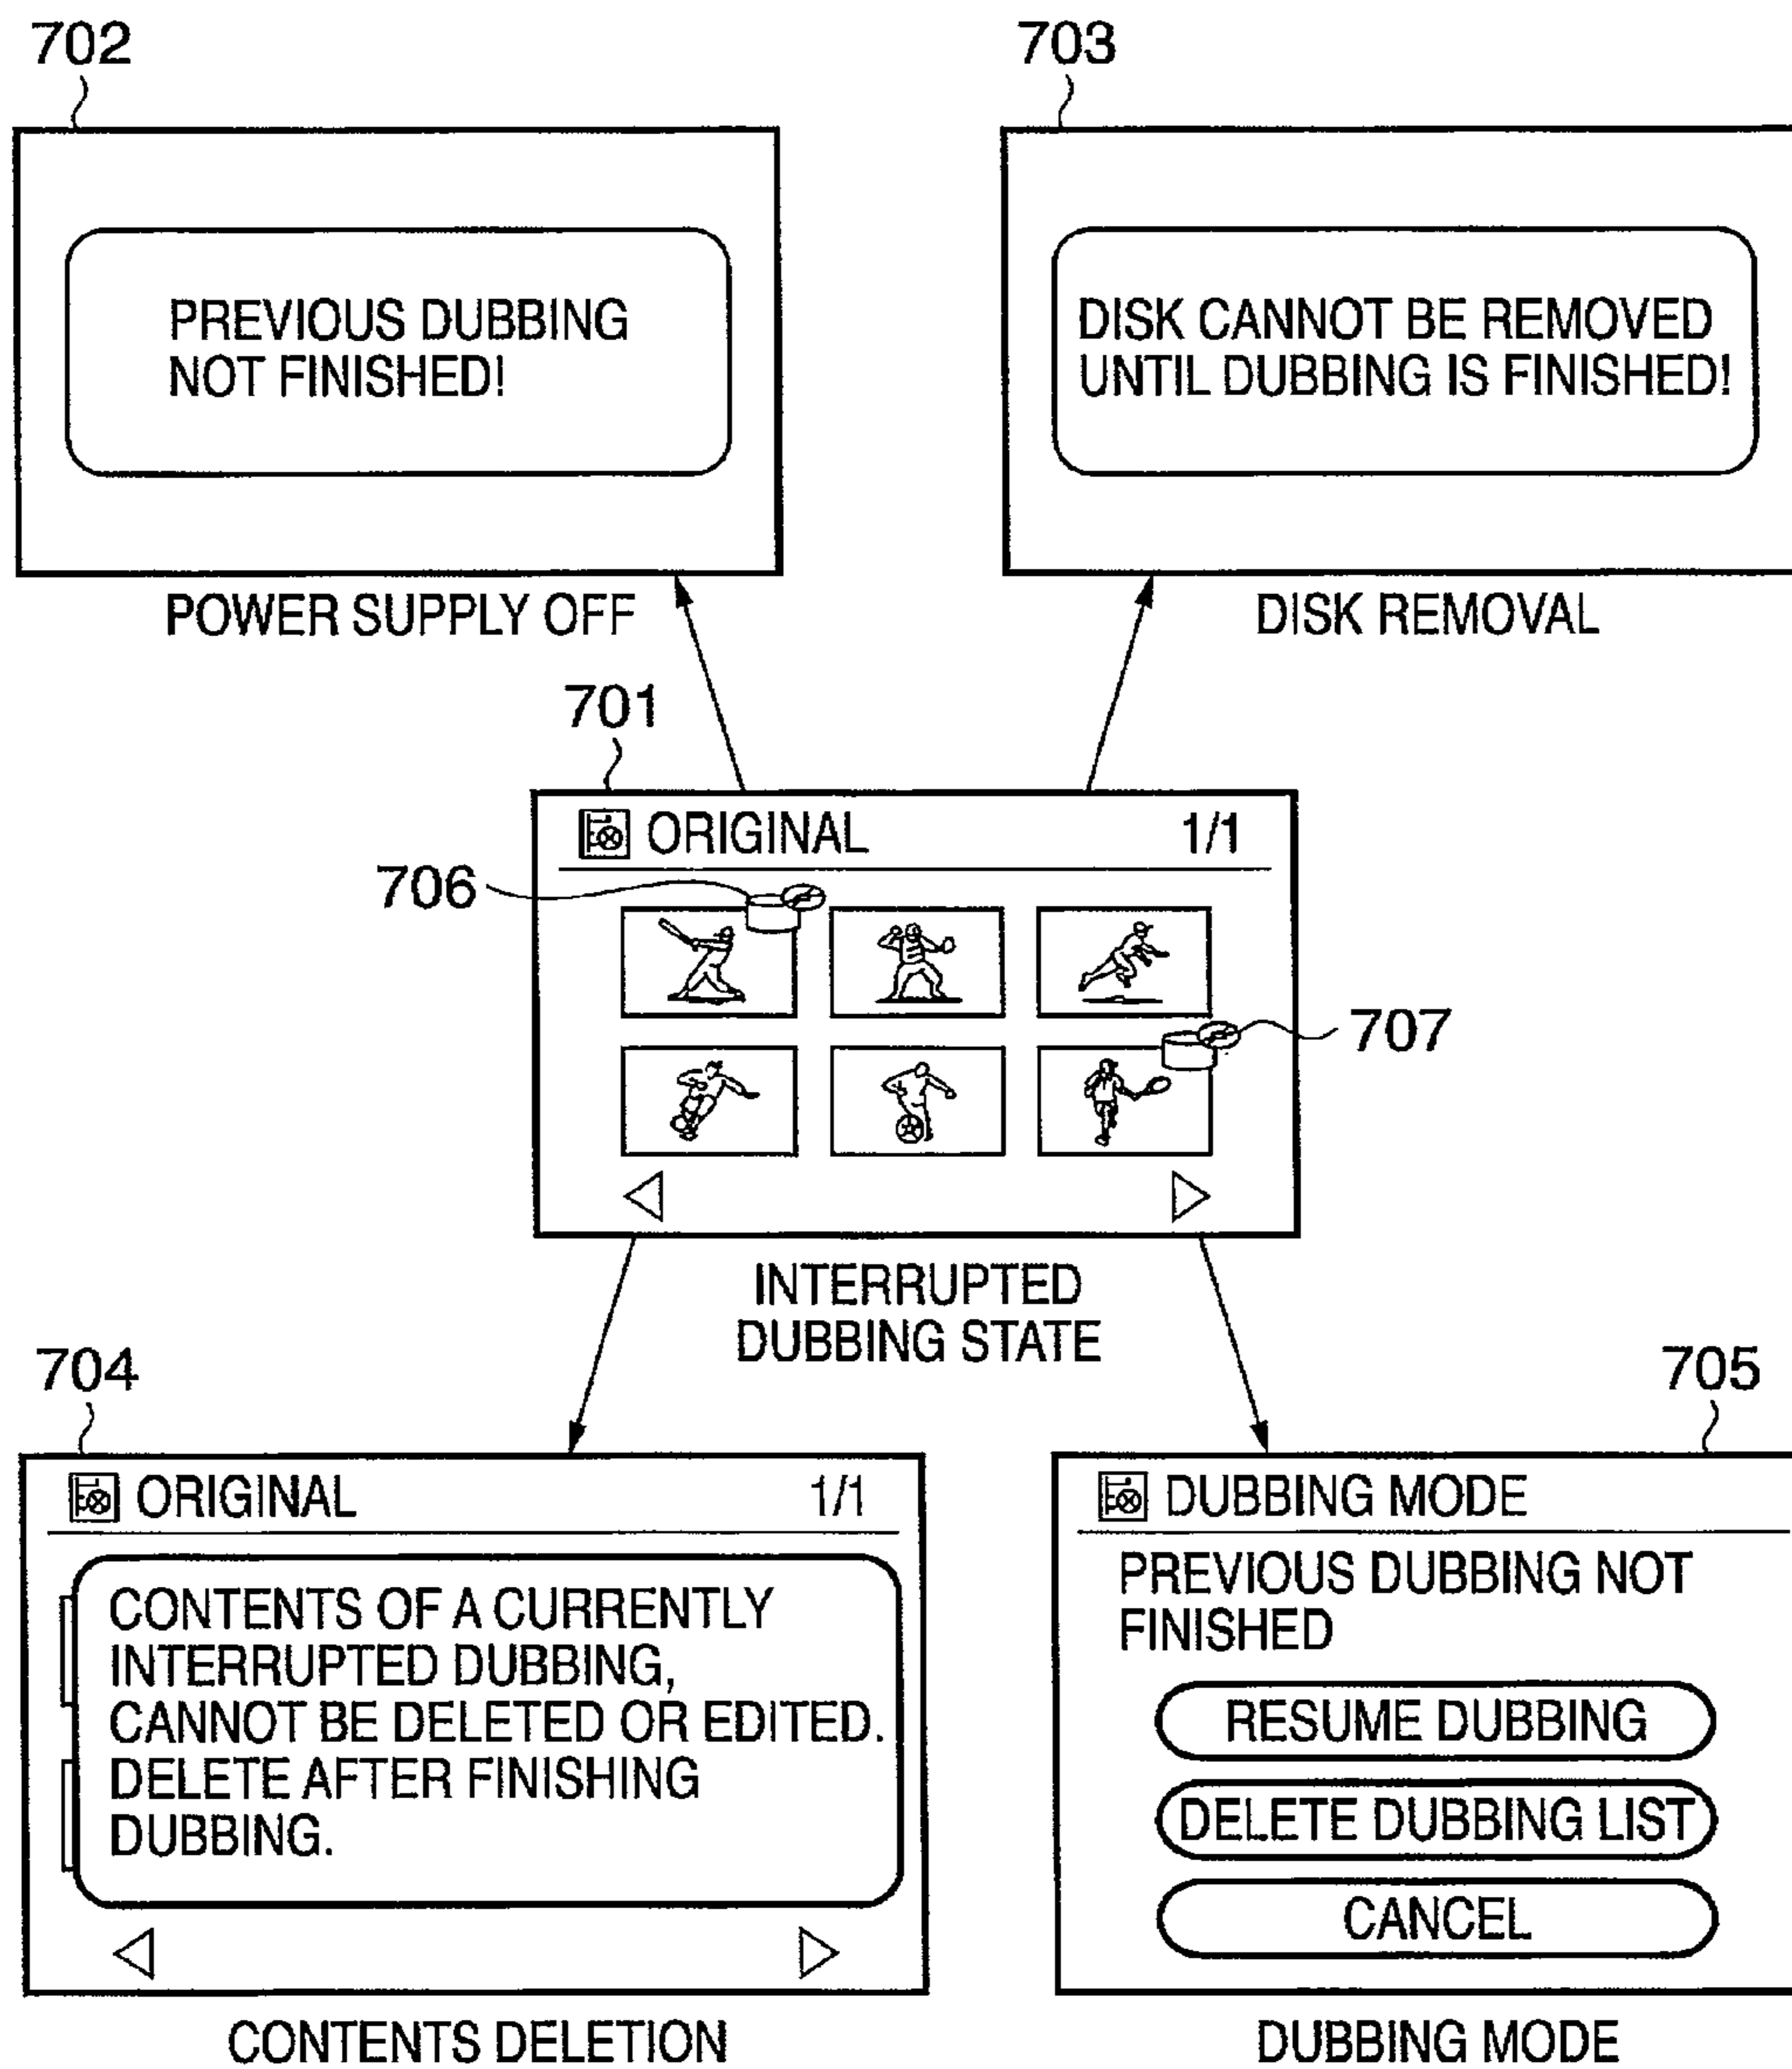 702
703
PREVIOUS DUBBING
NOT FINISHED!
DISK CANNOT BE REMOVED
UNTIL DUBBING IS FINISHED!
POWER SUPPLY OFF
DISK REMOVAL
701
ORIGINAL 1/1
706
707
INTERRUPTED
DUBBING STATE
704
705
ORIGINAL 1/1
CONTENTS OF A CURRENTLY
INTERRUPTED DUBBING,
CANNOT BE DELETED OR EDITED.
DELETE AFTER FINISHING
DUBBING.
CONTENTS DELETION
DUBBING MODE
PREVIOUS DUBBING NOT
FINISHED
RESUME DUBBING
DELETE DUBBING LIST
CANCEL
DUBBING MODE